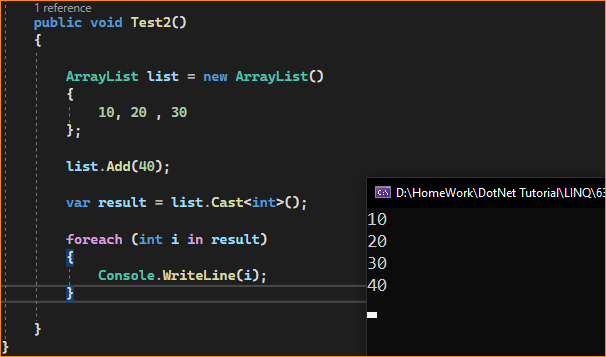 1 reference
public void Test2()
{
ArrayList list = new ArrayList()
{
10, 20 , 30
};
list.Add(40);
var result = list.Cast<int>();
foreach (int i in result)
{
Console.WriteLine(i);
}
}
}
D:\HomeWork\DotNet Tutorial\LINQ\63
10
20
30
40